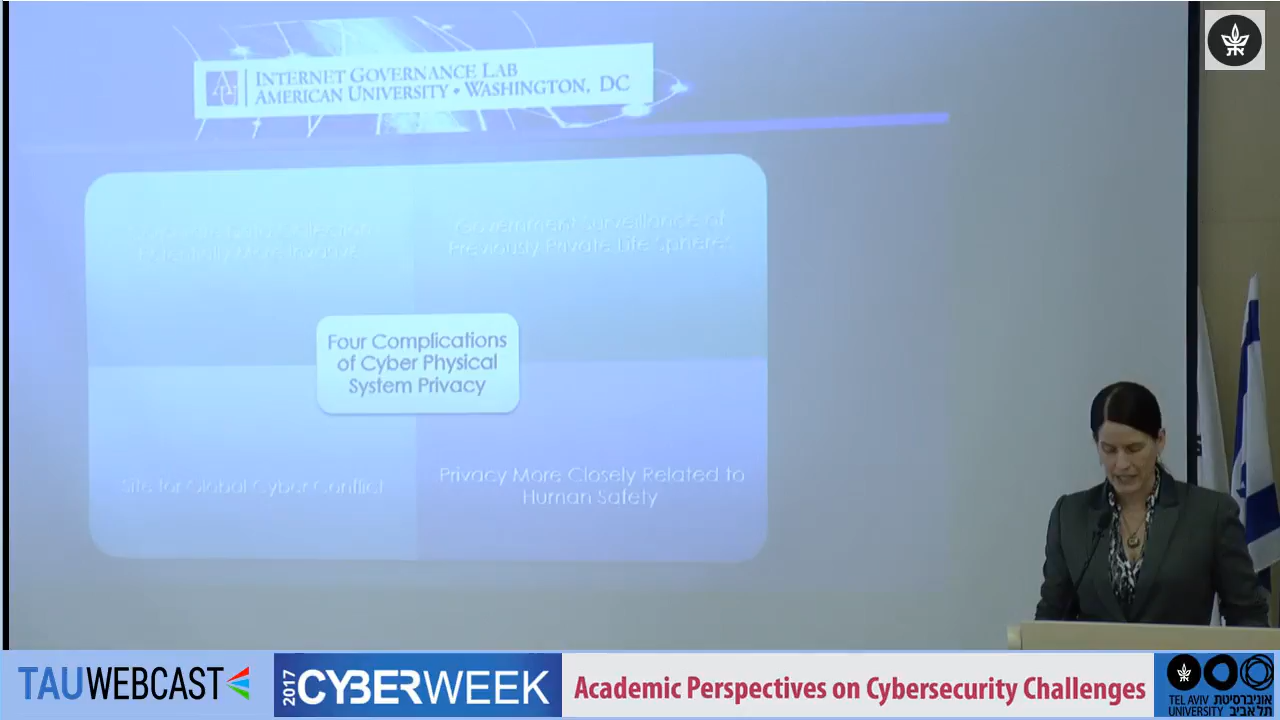 INTERNET GOVERNANCE LAB
AMERICAN UNIVERSITY • WASHINGTON, DC
Government Surveillance of
Previously Private Life Spheres
Four Complications
of Cyber Physical
System Privacy
Site for Global Cyber Conflict
Privacy More Closely Related to
Human Safety
TAUWEBCAST
2017 CYBERWEEK
Academic Perspectives on Cybersecurity Challenges
TEL AVIV אוניברסיטת
UNIVERSITY תל אביב